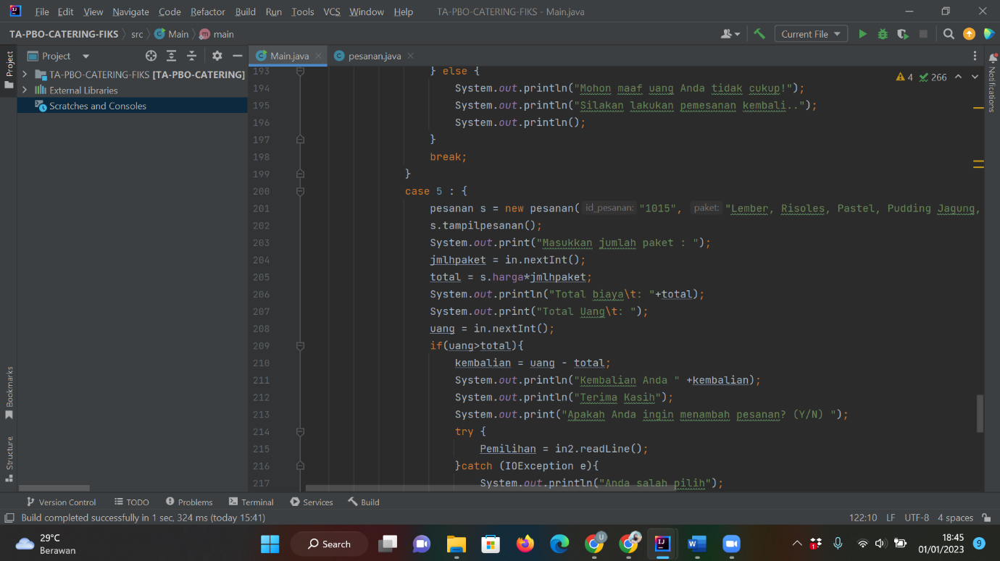 File Edit View Navigate Code Refactor Build Run Tools VCS Window Help TA-PBO-CATERING-FIKS - Main.java
TA-PBO-CATERING-FIKS src Main main Current File
Project
Project
Main.java pesanan.java
TA-PBO-CATERING-FIKS [TA-PBO-CATERING]
External Libraries
Scratches and Consoles
4 266
Notifications
193 } else {
194 System.out.println("Mohon maaf uang Anda tidak cukup!");
195 System.out.println("Silakan lakukan pemesanan kembali..");
196 System.out.println();
197 }
198 break;
199 }
200 case 5 : {
201 pesanan s = new pesanan( id_pesanan: "1015", paket: "Lember, Risoles, Pastel, Pudding Jagung,
202 s.tampilpesanan();
203 System.out.print("Masukkan jumlah paket : ");
204 jmlhpaket = in.nextInt();
205 total = s.harga*jmlhpaket;
206 System.out.println("Total biaya\t: "+total);
207 System.out.print("Total Uang\t: ");
208 uang = in.nextInt();
209 if(uang>total){
210 kembalian = uang - total;
211 System.out.println("Kembalian Anda " +kembalian);
212 System.out.println("Terima Kasih");
213 System.out.print("Apakah Anda ingin menambah pesanan? (Y/N) ");
214 try {
215 Pemilihan = in2.readLine();
216 }catch (IOException e){
217 System.out.println("Anda salah pilih");
Bookmarks
Structure
Version Control TODO Problems Terminal Services Build
Build completed successfully in 1 sec, 324 ms (today 15:41) 122:10 LF UTF-8 4 spaces
29°C
Berawan
Search
18:45
01/01/2023
9